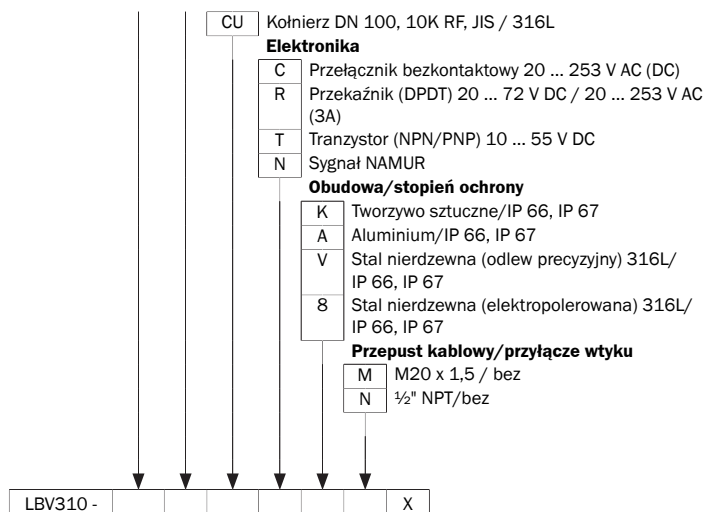 CU Kołnierz DN 100, 10K RF, JIS / 316L
Elektronika
C Przełącznik bezkontaktowy 20 ... 253 V AC (DC)
R Przekaźnik (DPDT) 20 ... 72 V DC / 20 ... 253 V AC
(3A)
T Tranzystor (NPN/PNP) 10 ... 55 V DC
N Sygnał NAMUR
Obudowa/stopień ochrony
K Tworzywo sztuczne/IP 66, IP 67
A Aluminium/IP 66, IP 67
V Stal nierdzewna (odlew precyzyjny) 316L/
IP 66, IP 67
8 Stal nierdzewna (elektropolerowana) 316L/
IP 66, IP 67
Przepust kablowy/przyłącze wtyku
M M20 x 1,5 / bez
N ½" NPT/bez
LBV310 - X